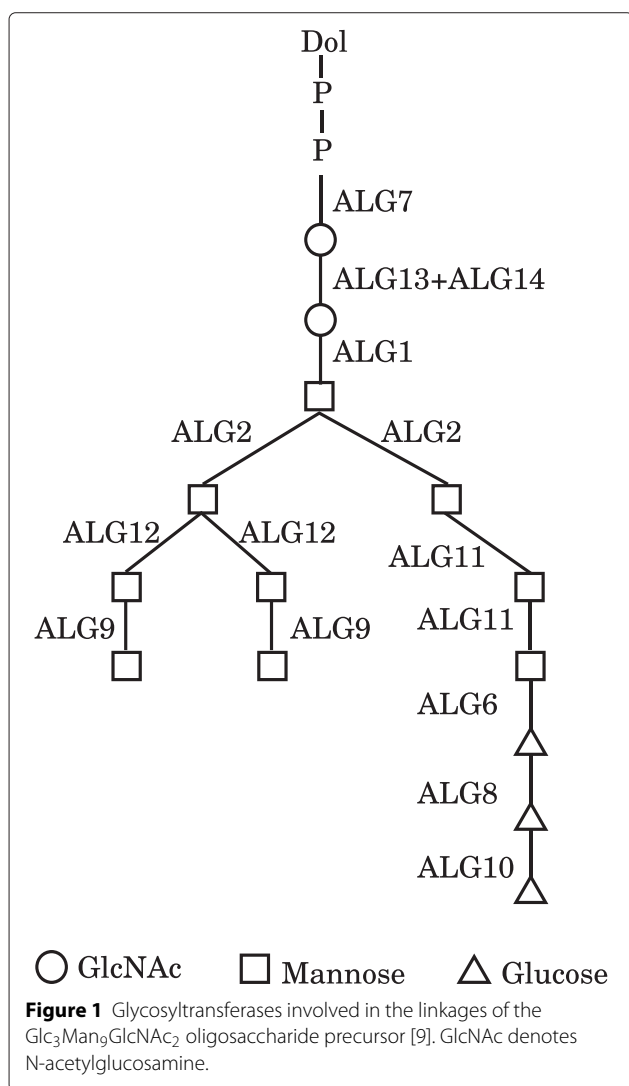 Dol
P
P
ALG7
ALG13+ALG14
ALG1
ALG2 ALG2
ALG12 ALG12
ALG11
ALG9 ALG9 ALG11
ALG6
ALG8
ALG10
GlcNAc Mannose Glucose
Figure 1 Glycosyltransferases involved in the linkages of the
Glc₃Man₉GlcNAc₂ oligosaccharide precursor [9]. GlcNAc denotes
N-acetylglucosamine.